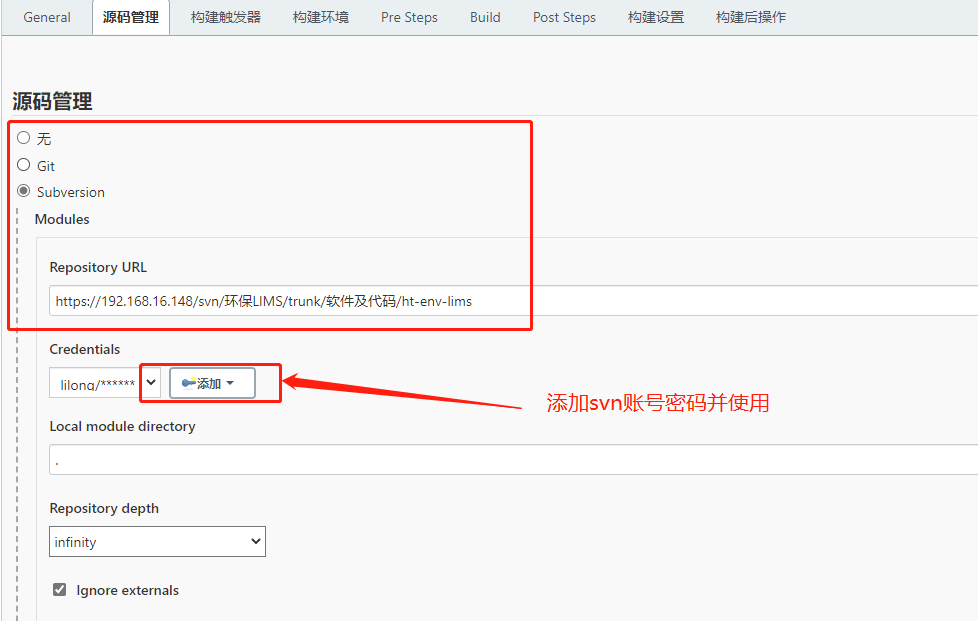 General 源码管理 构建触发器 构建环境 Pre Steps Build Post Steps 构建设置 构建后操作
源码管理
无
Git
Subversion
Modules
Repository URL
https://192.168.16.148/svn/环保LIMS/trunk/软件及代码/ht-env-lims
Credentials
lilong/****** 添加
添加svn账号密码并使用
Local module directory
.
Repository depth
infinity
Ignore externals